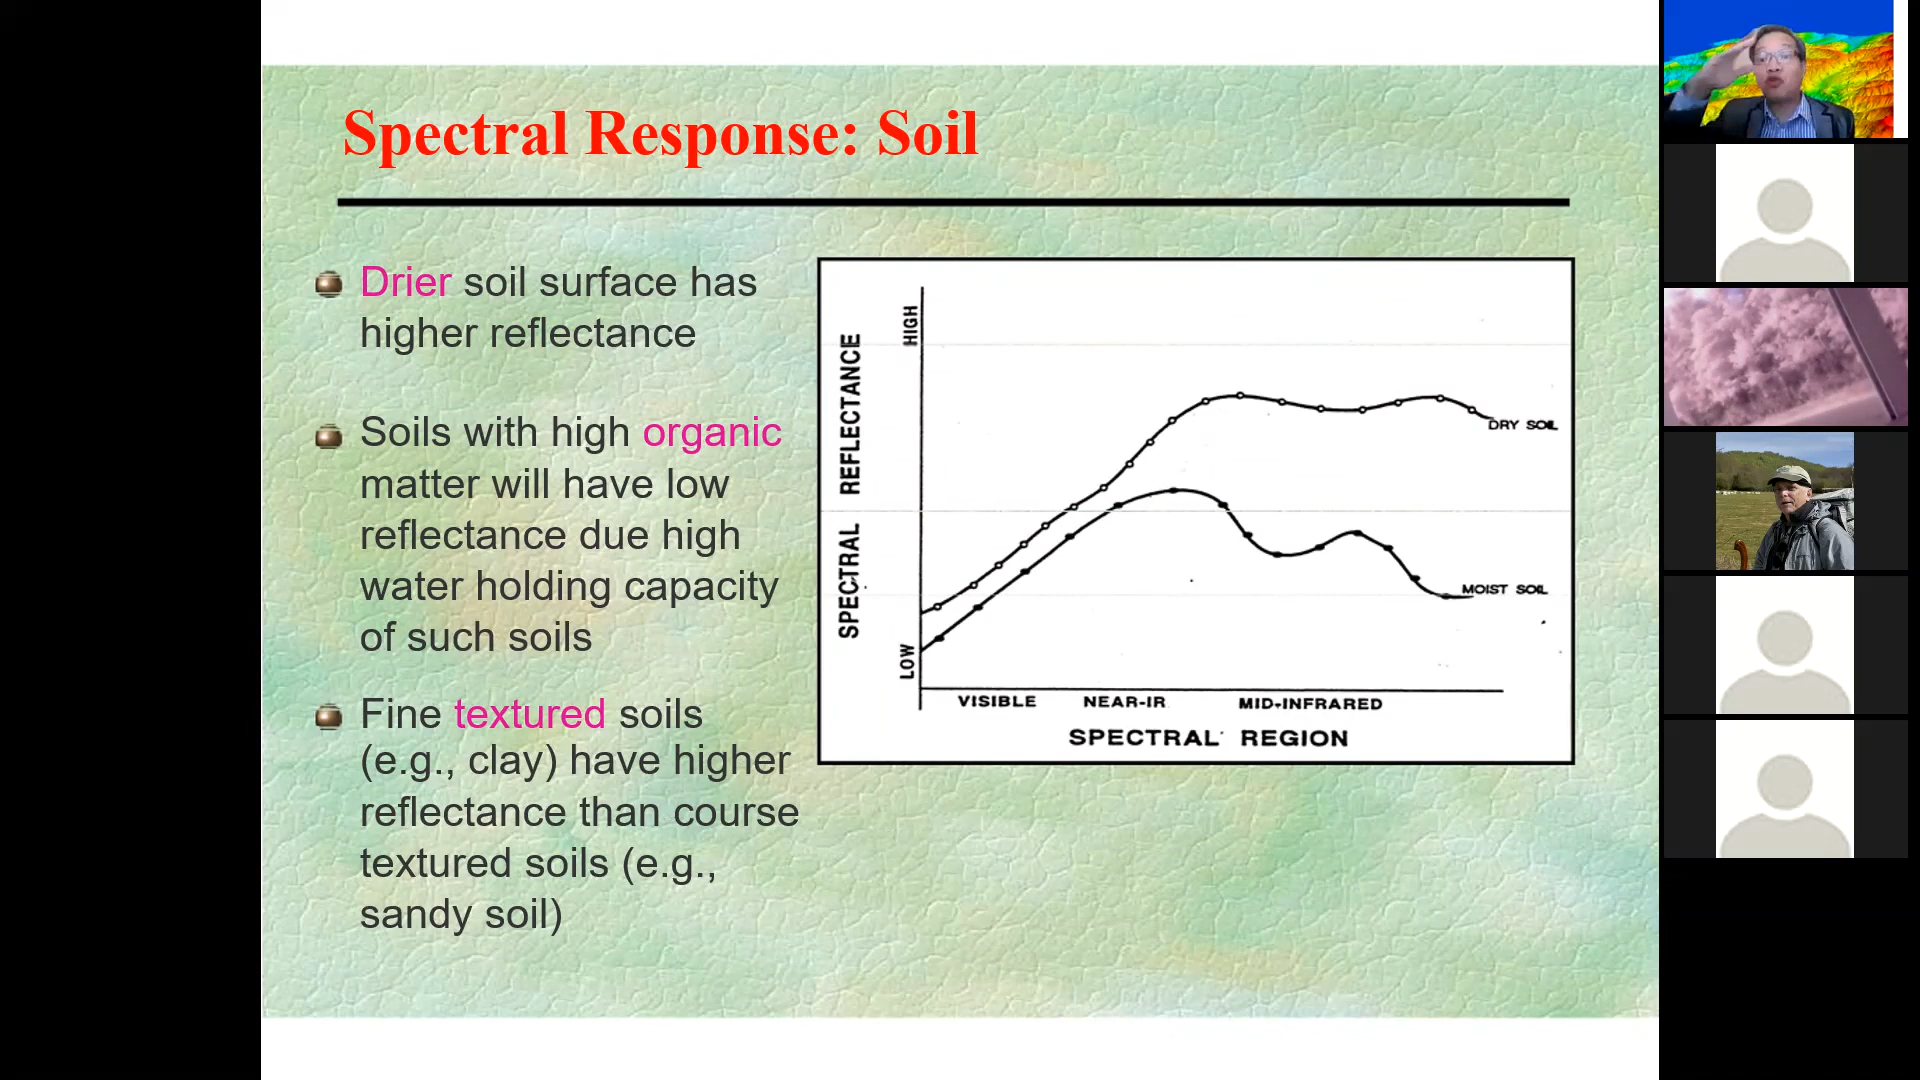 Spectral Response: Soil
Drier soil surface has
higher reflectance
Soils with high organic
matter will have low
reflectance due high
water holding capacity
of such soils
Fine textured soils
(e.g., clay) have higher
reflectance than course
textured soils (e.g.,
sandy soil)
SPECTRAL REFLECTANCE
HIGH
LOW
DRY SOIL
MOIST SOIL
VISIBLE NEAR-IR MID-INFRARED
SPECTRAL REGION